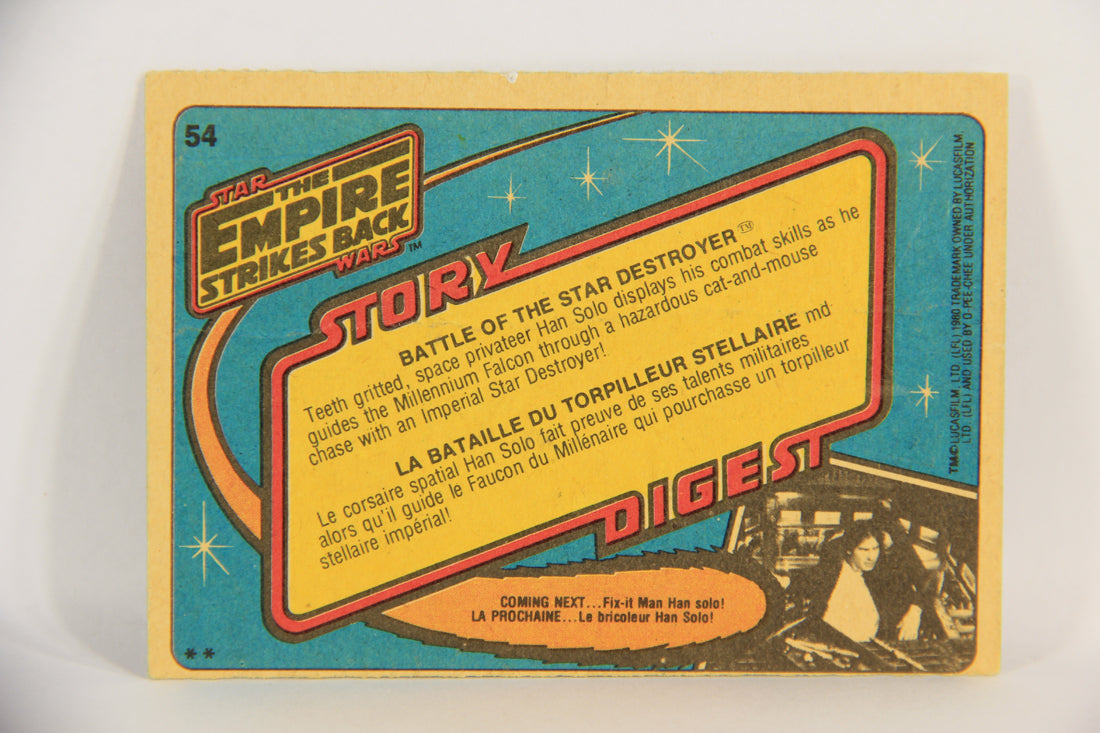 54
STAR
THE
EMPIRE
STRIKES BACK
WARS TM
STORY
BATTLE OF THE STAR DESTROYER TM
Teeth gritted, space privateer Han Solo displays his combat skills as he
guides the Millennium Falcon through a hazardous cat-and-mouse
chase with an Imperial Star Destroyer!
LA BATAILLE DU TORPILLEUR STELLAIRE md
Le corsaire spatial Han Solo fait preuve de ses talents militaires
alors qu'il guide le Faucon du Millénaire qui pourchasse un torpilleur
stellaire impérial!
DIGEST
COMING NEXT...Fix-it Man Han solo!
LA PROCHAINE...Le bricoleur Han Solo!
**
TM©LUCASFILM, LTD. (LFL) 1980 TRADEMARK OWNED BY LUCASFILM,
LTD. (LFL) AND USED BY O-PEE-CHEE UNDER AUTHORIZATION